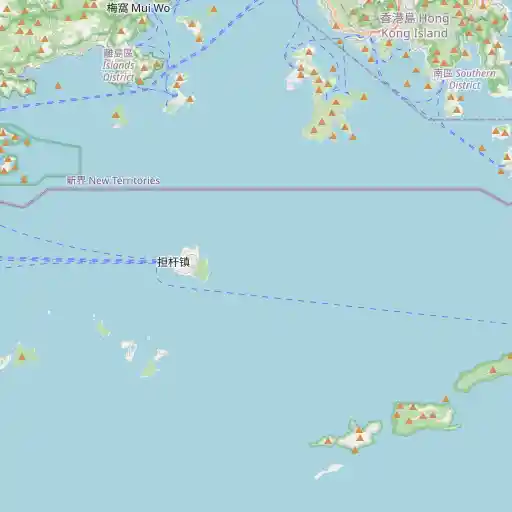 梅窩 Mui Wo
香港島 Hong
Kong Island
離島區
Islands
District
南區 Southern
District
新界 New Territories
担杆镇